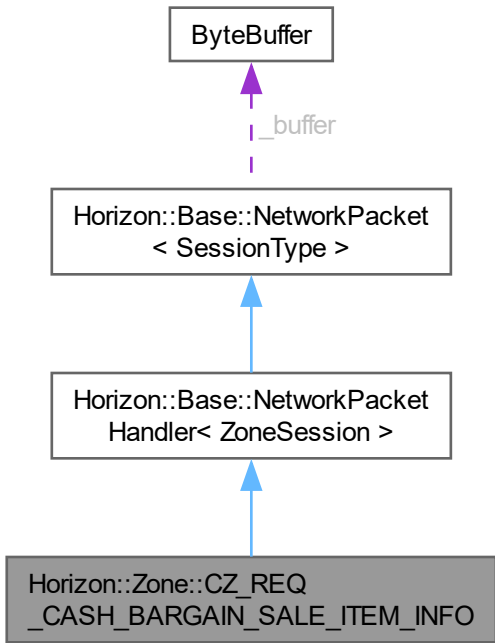 ByteBuffer
_buffer
Horizon::Base::NetworkPacket
< SessionType >
Horizon::Base::NetworkPacket
Handler< ZoneSession >
Horizon::Zone::CZ_REQ
_CASH_BARGAIN_SALE_ITEM_INFO